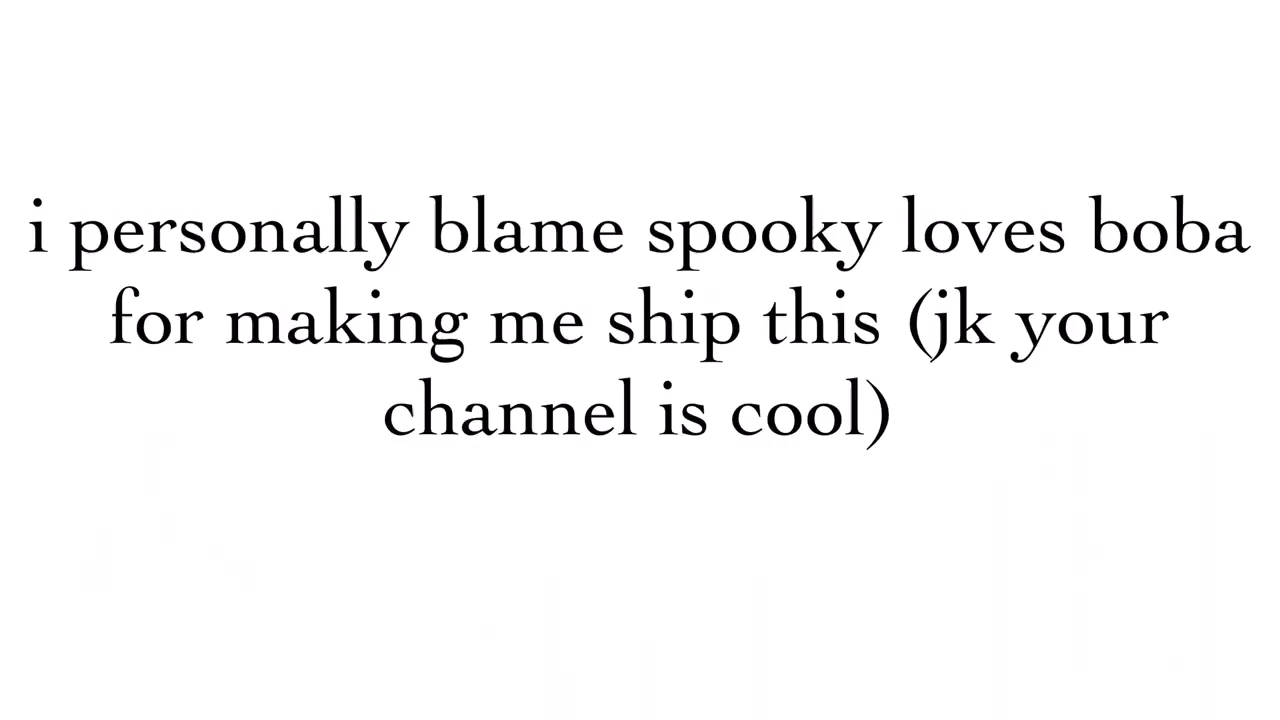 i personally blame spooky loves boba
for making me ship this (jk your
channel is cool)